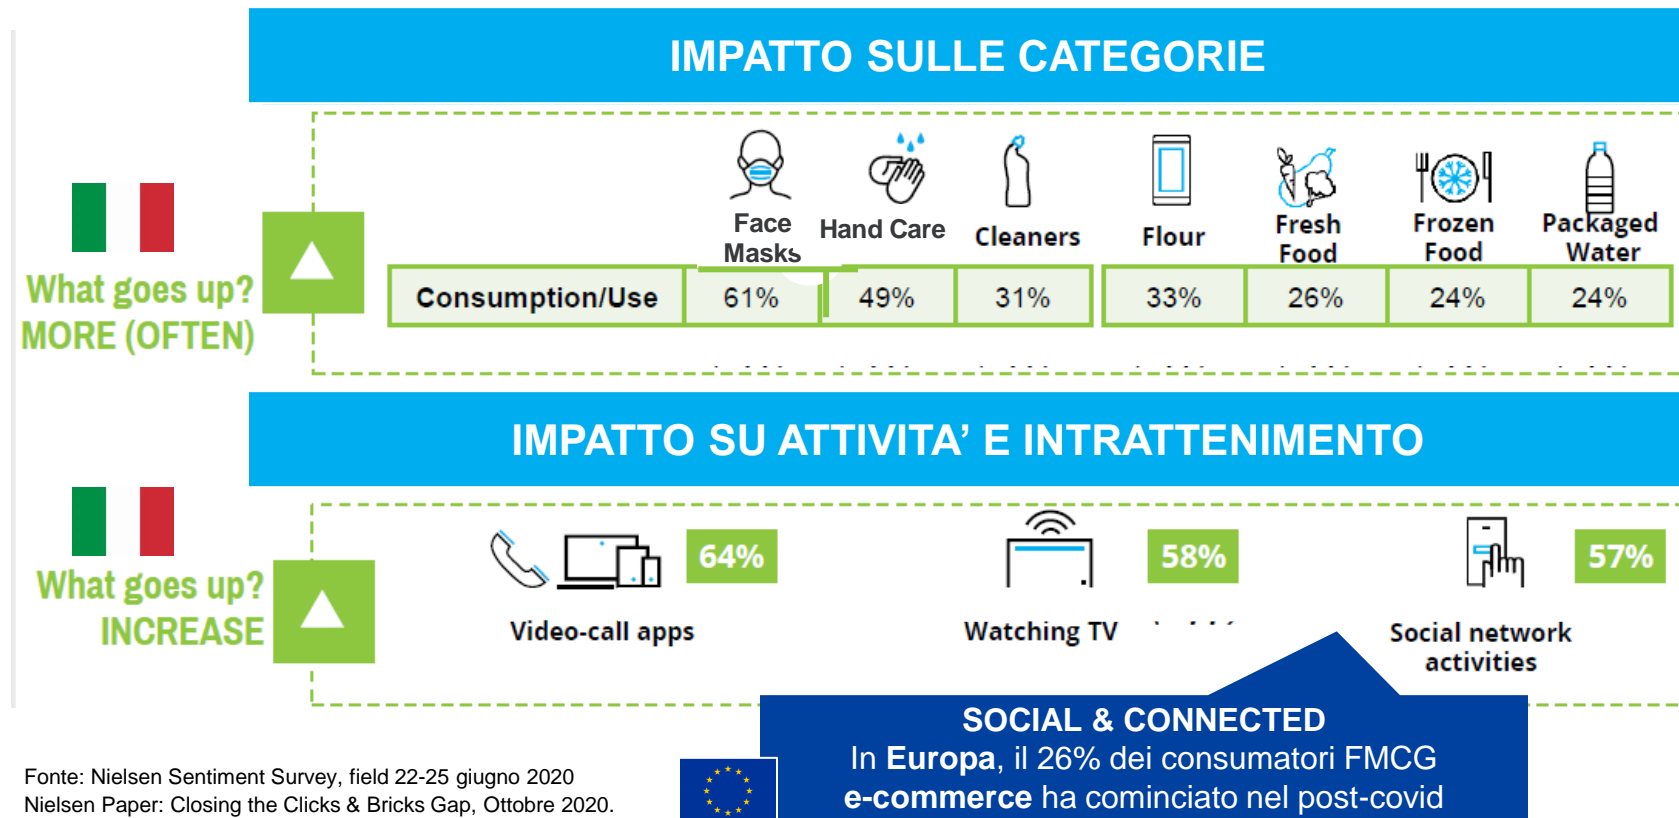 IMPATTO SULLE CATEGORIE
Face
Masks
Hand Care
Cleaners
Flour
Fresh
Food
Frozen
Food
Packaged
Water
What goes up?
MORE (OFTEN)
Consumption/Use 61% 49% 31% 33% 26% 24% 24%
IMPATTO SU ATTIVITA’ E INTRATTENIMENTO
What goes up?
INCREASE
64%
Video-call apps
58%
Watching TV
57%
Social network
activities
SOCIAL & CONNECTED
In Europa, il 26% dei consumatori FMCG
e-commerce ha cominciato nel post-covid
Fonte: Nielsen Sentiment Survey, field 22-25 giugno 2020
Nielsen Paper: Closing the Clicks & Bricks Gap, Ottobre 2020.